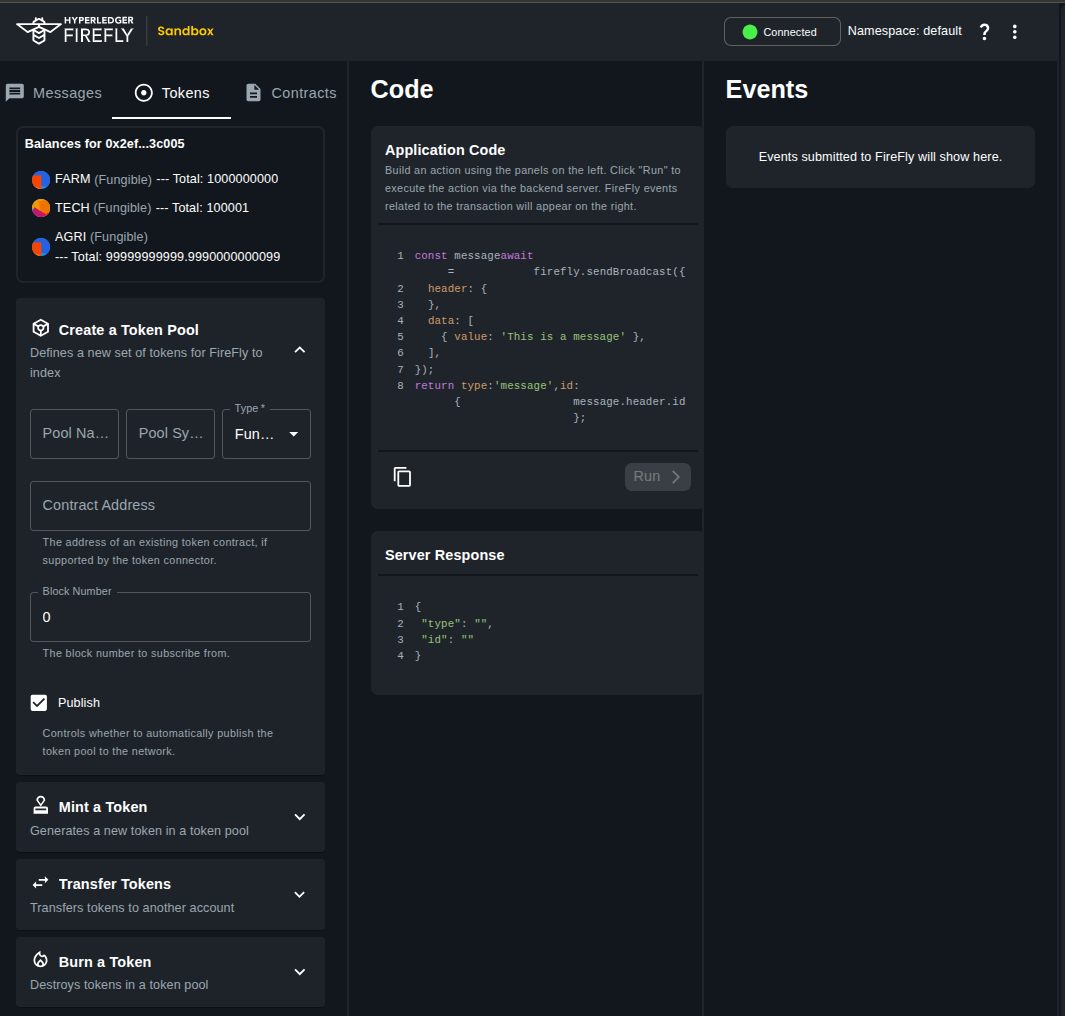 HYPERLEDGER
FIREFLY
Sandbox
Connected
Namespace: default
?
Messages
Tokens
Contracts
Balances for 0x2ef...3c005
FARM (Fungible) --- Total: 1000000000
TECH (Fungible) --- Total: 100001
AGRI (Fungible)
--- Total: 99999999999.9990000000099
Create a Token Pool
Defines a new set of tokens for FireFly to
index
Pool Na…
Pool Sy…
Type *
Fun…
Contract Address
The address of an existing token contract, if
supported by the token connector.
Block Number
0
The block number to subscribe from.
Publish
Controls whether to automatically publish the
token pool to the network.
Mint a Token
Generates a new token in a token pool
Transfer Tokens
Transfers tokens to another account
Burn a Token
Destroys tokens in a token pool
Code
Application Code
Build an action using the panels on the left. Click "Run" to
execute the action via the backend server. FireFly events
related to the transaction will appear on the right.
1 const messageawait
= firefly.sendBroadcast({
2 header: {
3 },
4 data: [
5 { value: 'This is a message' },
6 ],
7 });
8 return type:'message',id:
{ message.header.id
};
Run
Server Response
1 {
2 "type": "",
3 "id": ""
4 }
Events
Events submitted to FireFly will show here.